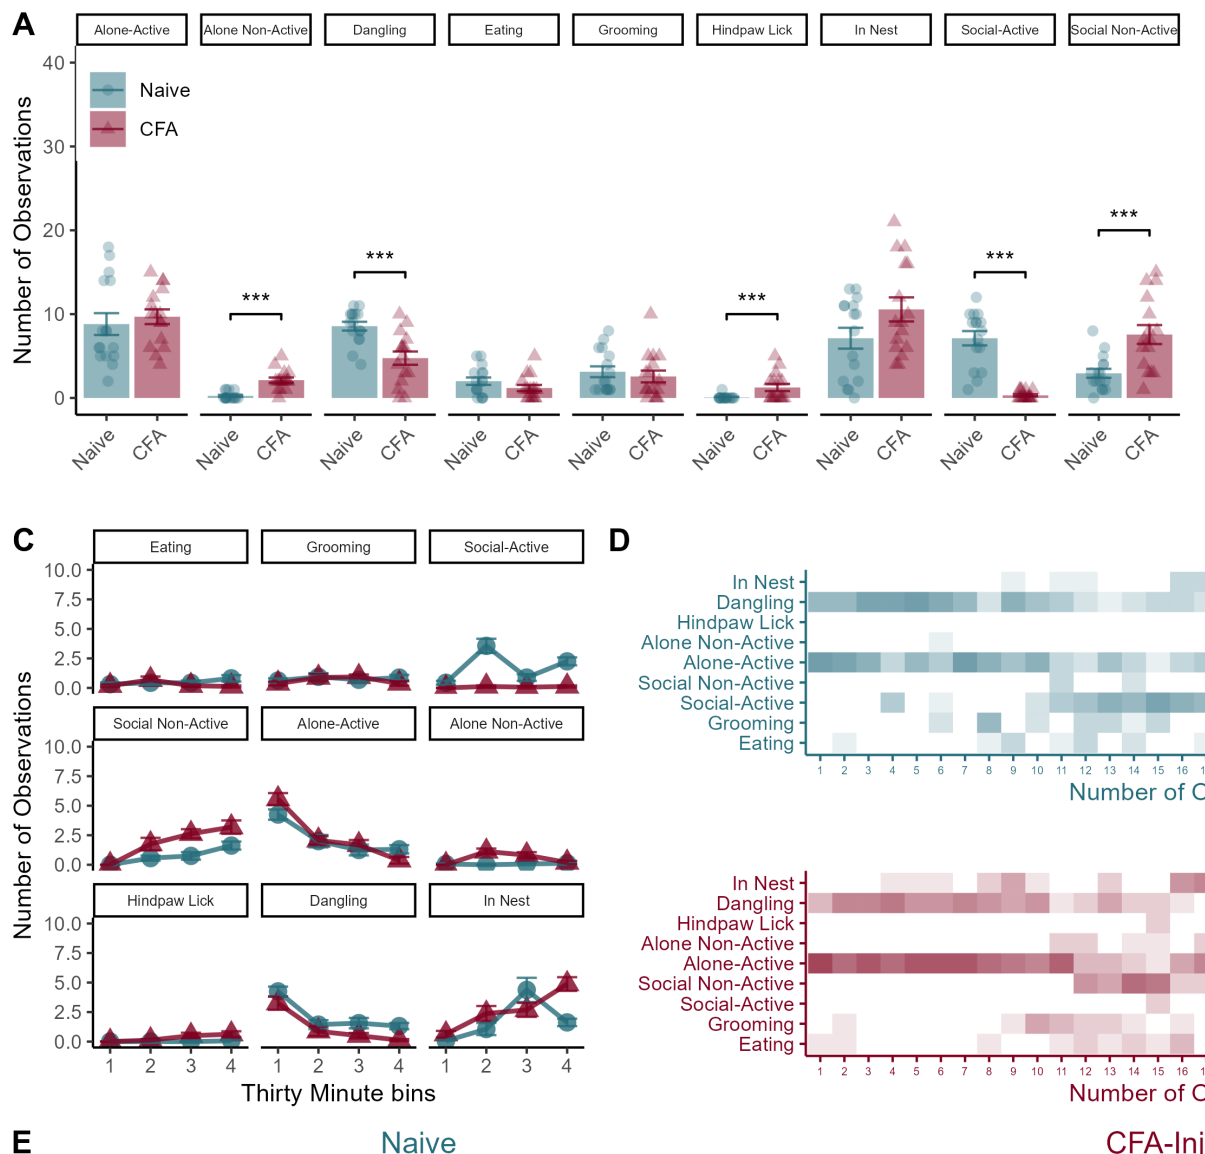 A
Alone-Active
Alone Non-Active
Dangling
Eating
Grooming
Hindpaw Lick
In Nest
Social-Active
Social Non-Active
Number of Observations
40
30
20
10
0
Naive
CFA
***
***
***
***
***
Naive CFA Naive CFA Naive CFA Naive CFA Naive CFA Naive CFA Naive CFA Naive CFA Naive CFA
C
Eating
Grooming
Social-Active
10.0
7.5
5.0
2.5
0.0
Social Non-Active
Alone-Active
Alone Non-Active
10.0
7.5
5.0
2.5
0.0
Number of Observations
Hindpaw Lick
Dangling
In Nest
10.0
7.5
5.0
2.5
0.0
1 2 3 4 1 2 3 4 1 2 3 4
Thirty Minute bins
D
In Nest
Dangling
Hindpaw Lick
Alone Non-Active
Alone-Active
Social Non-Active
Social-Active
Grooming
Eating
1 2 3 4 5 6 7 8 9 10 11 12 13 14 15 16 1
Number of O
In Nest
Dangling
Hindpaw Lick
Alone Non-Active
Alone-Active
Social Non-Active
Social-Active
Grooming
Eating
1 2 3 4 5 6 7 8 9 10 11 12 13 14 15 16 1
Number of O
E
Naive
CFA-Ini